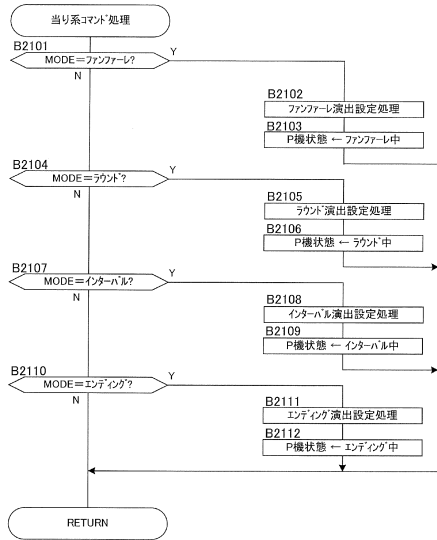 当り系ｺﾏﾝﾄﾞ処理
B2101
MODE＝ﾌｧﾝﾌｧｰﾚ?
Y
N
B2102
ﾌｧﾝﾌｧｰﾚ演出設定処理
B2103
P機状態 ← ﾌｧﾝﾌｧｰﾚ中
B2104
MODE＝ﾗｳﾝﾄﾞ?
Y
N
B2105
ﾗｳﾝﾄﾞ演出設定処理
B2106
P機状態 ← ﾗｳﾝﾄﾞ中
B2107
MODE＝ｲﾝﾀｰﾊﾞﾙ?
Y
N
B2108
ｲﾝﾀｰﾊﾞﾙ演出設定処理
B2109
P機状態 ← ｲﾝﾀｰﾊﾞﾙ中
B2110
MODE＝ｴﾝﾃﾞｨﾝｸﾞ?
Y
N
B2111
ｴﾝﾃﾞｨﾝｸﾞ演出設定処理
B2112
P機状態 ← ｴﾝﾃﾞｨﾝｸﾞ中
RETURN